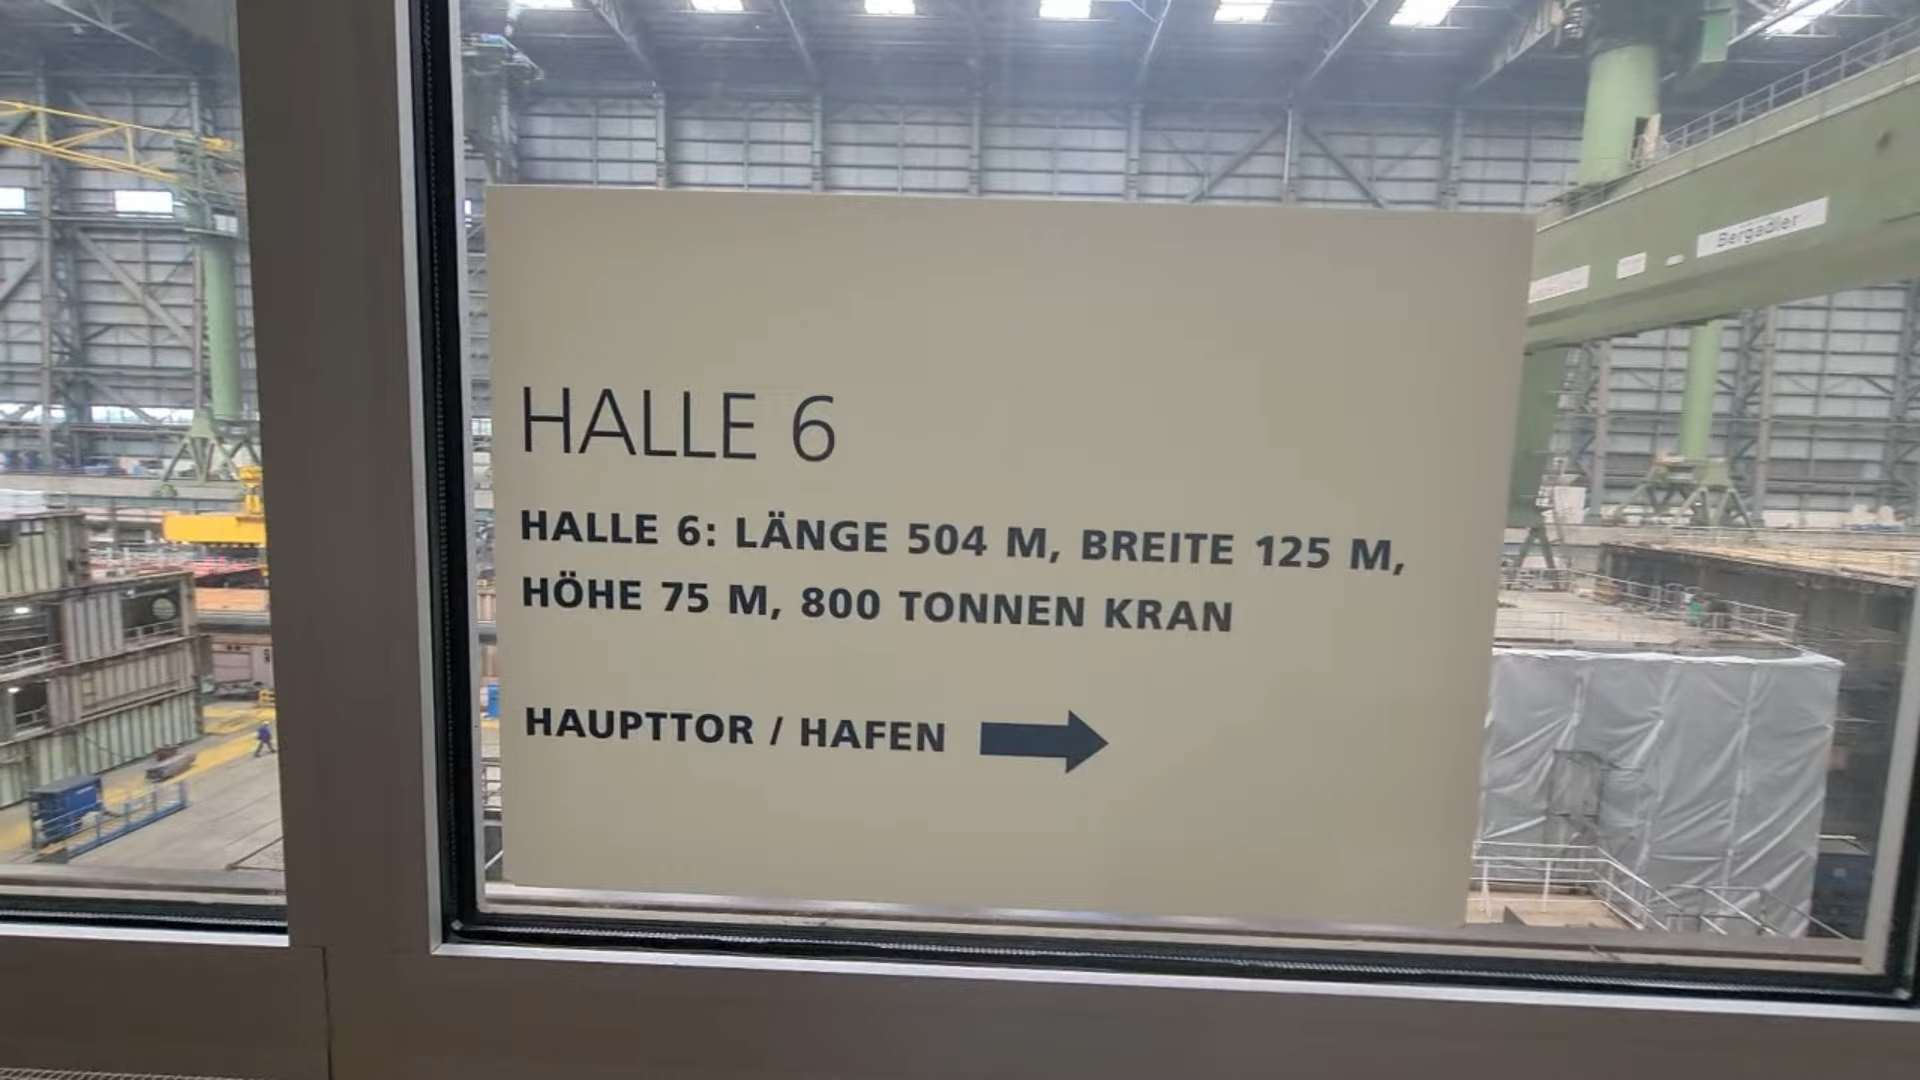 Bergadler
HALLE 6
HALLE 6: LÄNGE 504 M, BREITE 125 M,
HÖHE 75 M, 800 TONNEN KRAN
HAUPTTOR / HAFEN